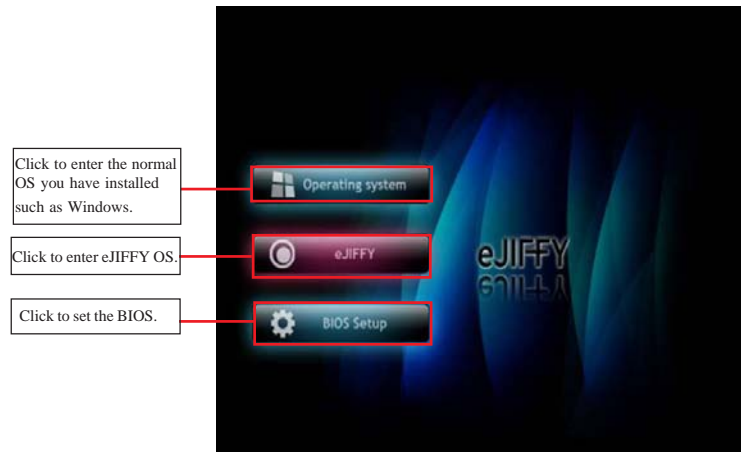 Click to enter the normal
OS you have installed
such as Windows.
Operating system
Click to enter eJIFFY OS.
eJIFFY
eJIFFY
Click to set the BIOS.
BIOS Setup